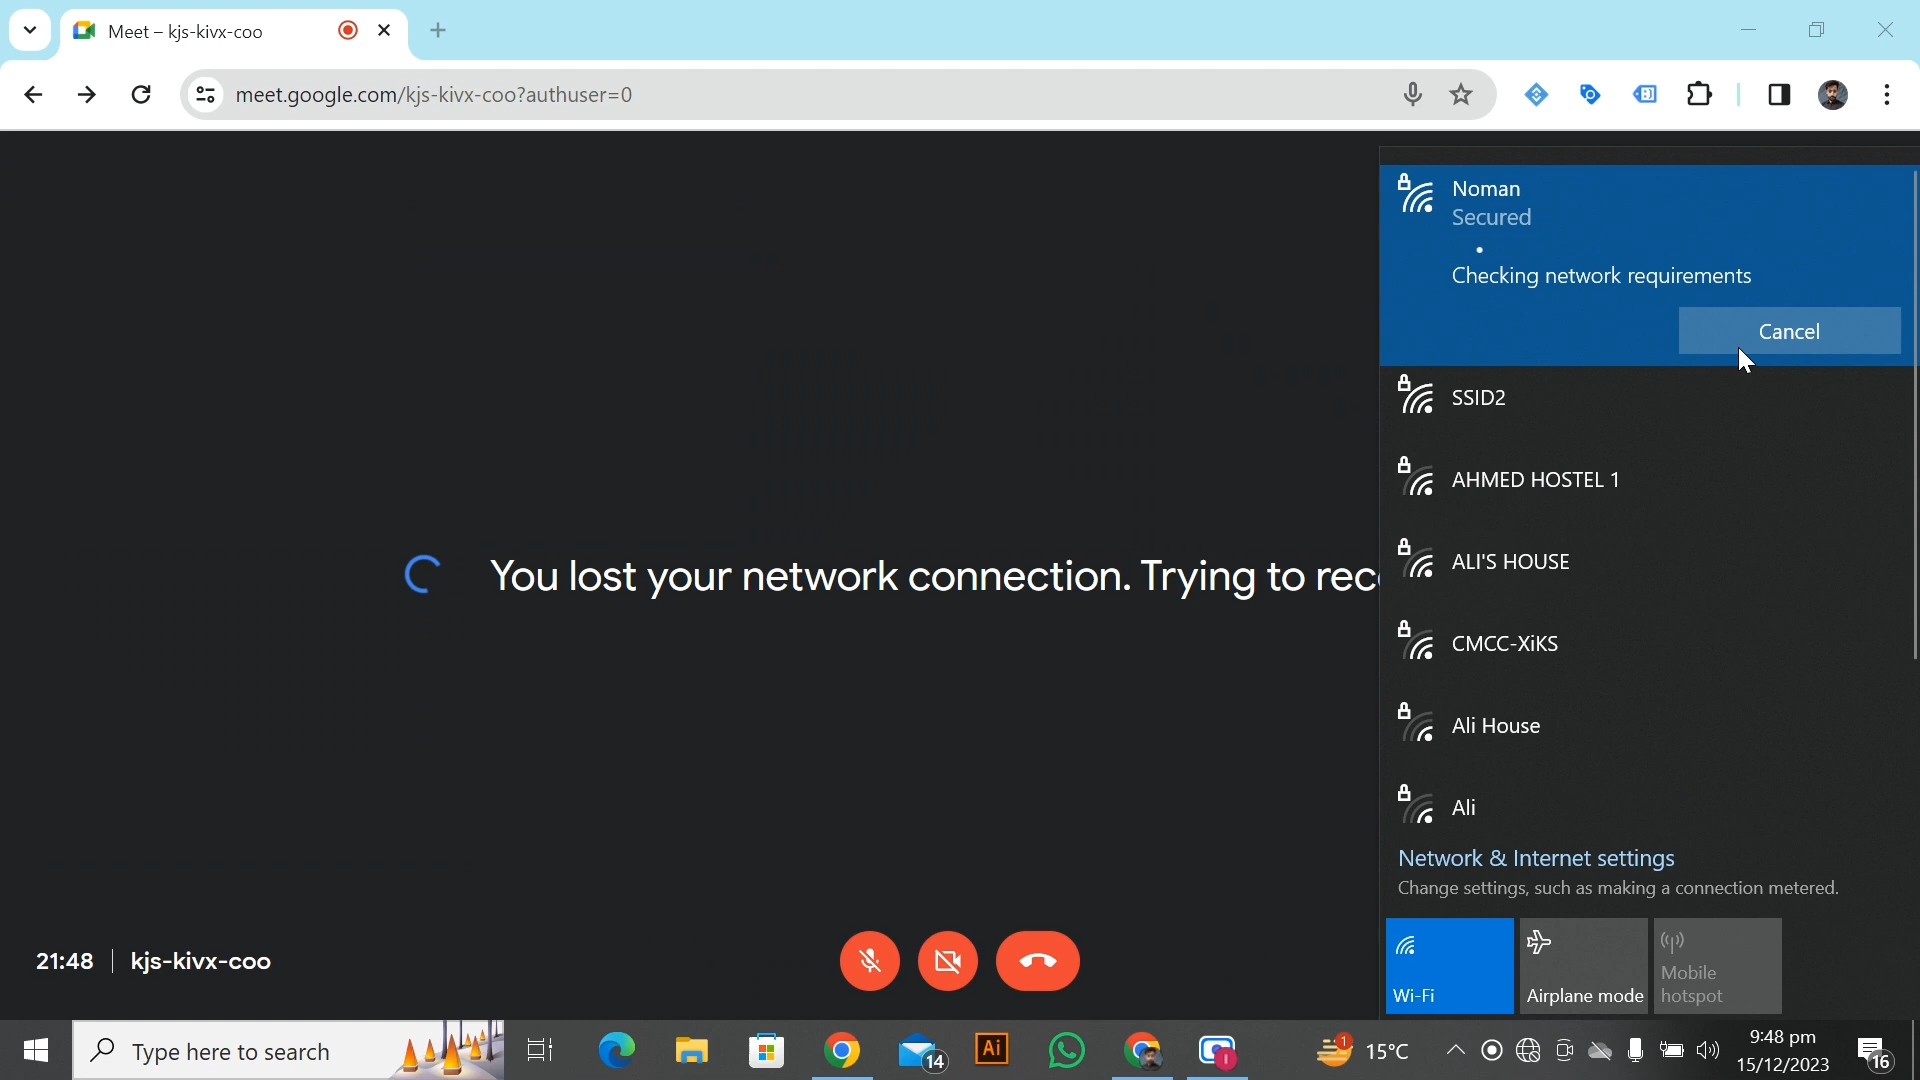 Meet – kjs-kivx-coo
meet.google.com/kjs-kivx-coo?authuser=0
Noman
Secured
Checking network requirements
Cancel
SSID2
AHMED HOSTEL 1
ALI'S HOUSE
CMCC-XiKS
Ali House
Ali
Network & Internet settings
Change settings, such as making a connection metered.
Wi-Fi
Airplane mode
Mobile
hotspot
You lost your network connection. Trying to rec
21:48 | kjs-kivx-coo
Type here to search
14
Ai
1
15°C
9:48 pm
15/12/2023
16